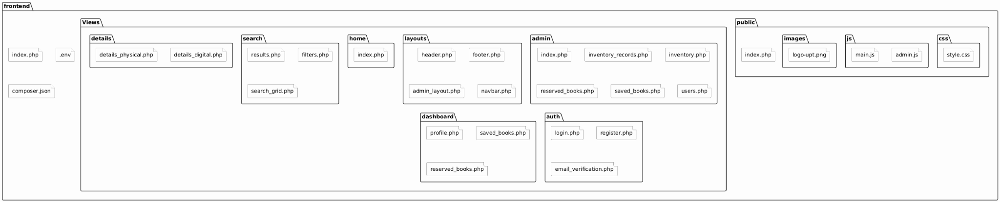 frontend
index.php
.env
composer.json
Views
details
details_physical.php
details_digital.php
search
results.php
filters.php
search_grid.php
home
index.php
layouts
header.php
footer.php
admin_layout.php
navbar.php
admin
index.php
inventory_records.php
inventory.php
reserved_books.php
saved_books.php
users.php
dashboard
profile.php
saved_books.php
reserved_books.php
auth
login.php
register.php
email_verification.php
public
index.php
images
logo-upt.png
js
main.js
admin.js
css
style.css